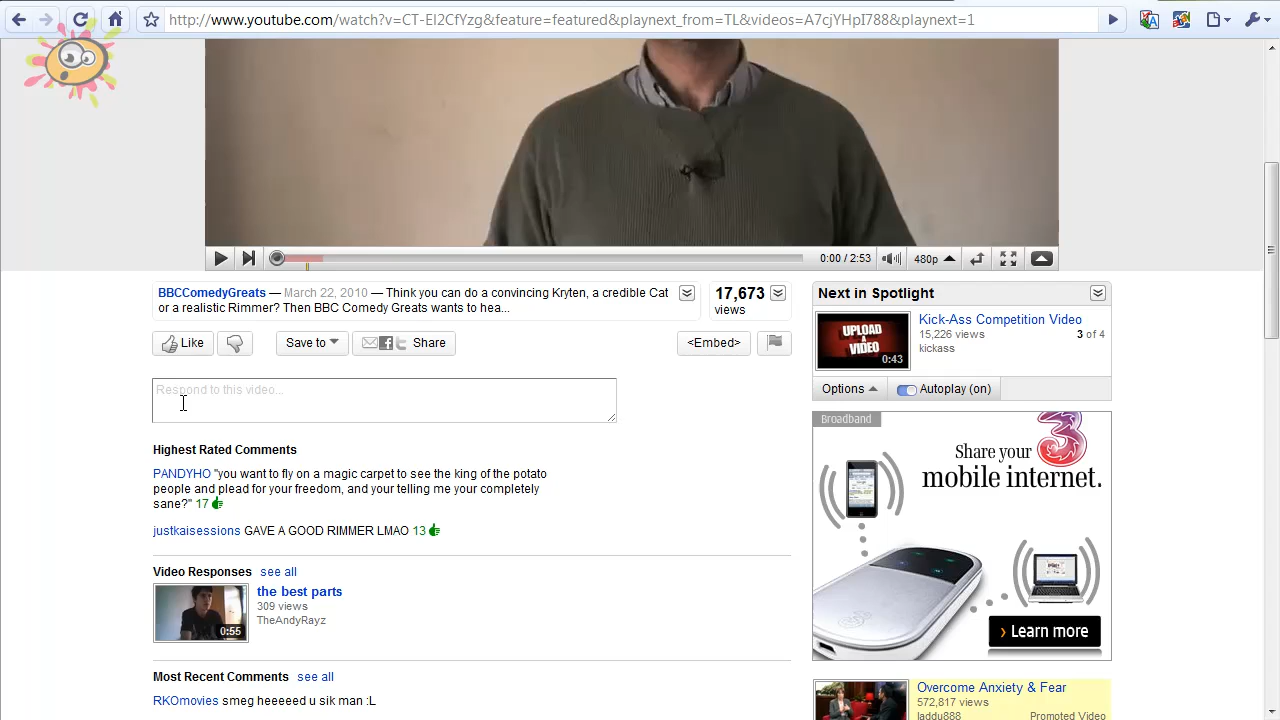 http://www.youtube.com/watch?v=CT-EI2CfYzg&feature=featured&playnext_from=TL&videos=A7cjYHpI788&playnext=1
0:00 / 2:53
480p
BBCComedyGreats — March 22, 2010 — Think you can do a convincing Kryten, a credible Cat
or a realistic Rimmer? Then BBC Comedy Greats wants to hea...
17,673
views
Like
Save to
Share
<Embed>
Respond to this video...
Highest Rated Comments
PANDYHO "you want to fly on a magic carpet to see the king of the potato
people and plead for your freedom, and your telling me your completely
sane?" 17
justkaisessions GAVE A GOOD RIMMER LMAO 13
Video Responses see all
the best parts
309 views
TheAndyRayz
0:55
Most Recent Comments see all
RKOmovies smeg heeeeed u sik man :L
Next in Spotlight
UPLOAD
A
VIDEO
0:43
Kick-Ass Competition Video
15,226 views
3 of 4
kickass
Options
Autoplay (on)
Broadband
3
Share your
mobile internet.
› Learn more
Overcome Anxiety & Fear
572,817 views
laddu888
Promoted Video